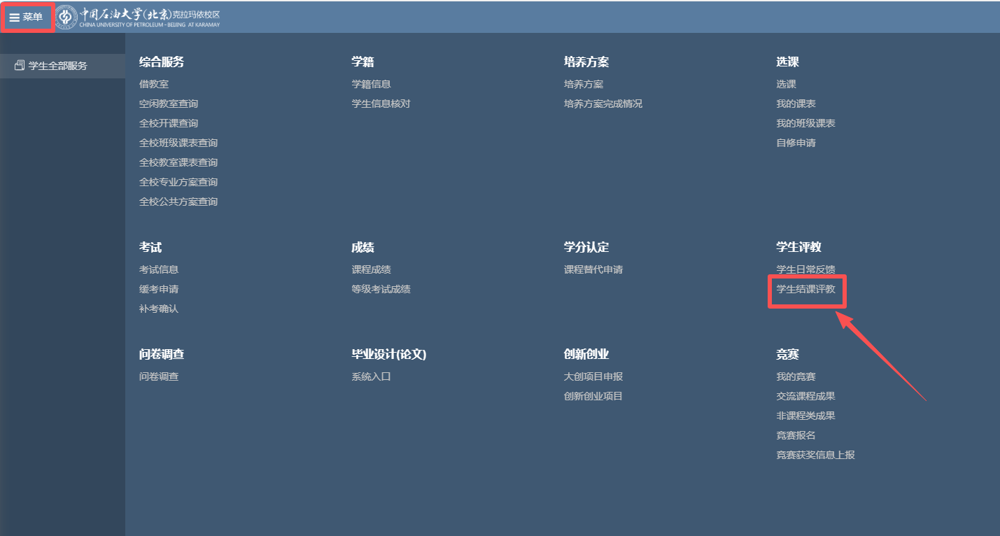 菜单
中国石油大学(北京)克拉玛依校区
CHINA UNIVERSITY OF PETROLEUM-BEIJING AT KARAMAY
学生全部服务
综合服务
借教室
空闲教室查询
全校开课查询
全校班级课表查询
全校教室课表查询
全校专业方案查询
全校公共方案查询
学籍
学籍信息
学生信息核对
培养方案
培养方案
培养方案完成情况
选课
选课
我的课表
我的班级课表
自修申请
考试
考试信息
缓考申请
补考确认
成绩
课程成绩
等级考试成绩
学分认定
课程替代申请
学生评教
学生日常反馈
学生结课评教
问卷调查
问卷调查
毕业设计(论文)
系统入口
创新创业
大创项目申报
创新创业项目
竞赛
我的竞赛
交流课程成果
非课程类成果
竞赛报名
竞赛获奖信息上报